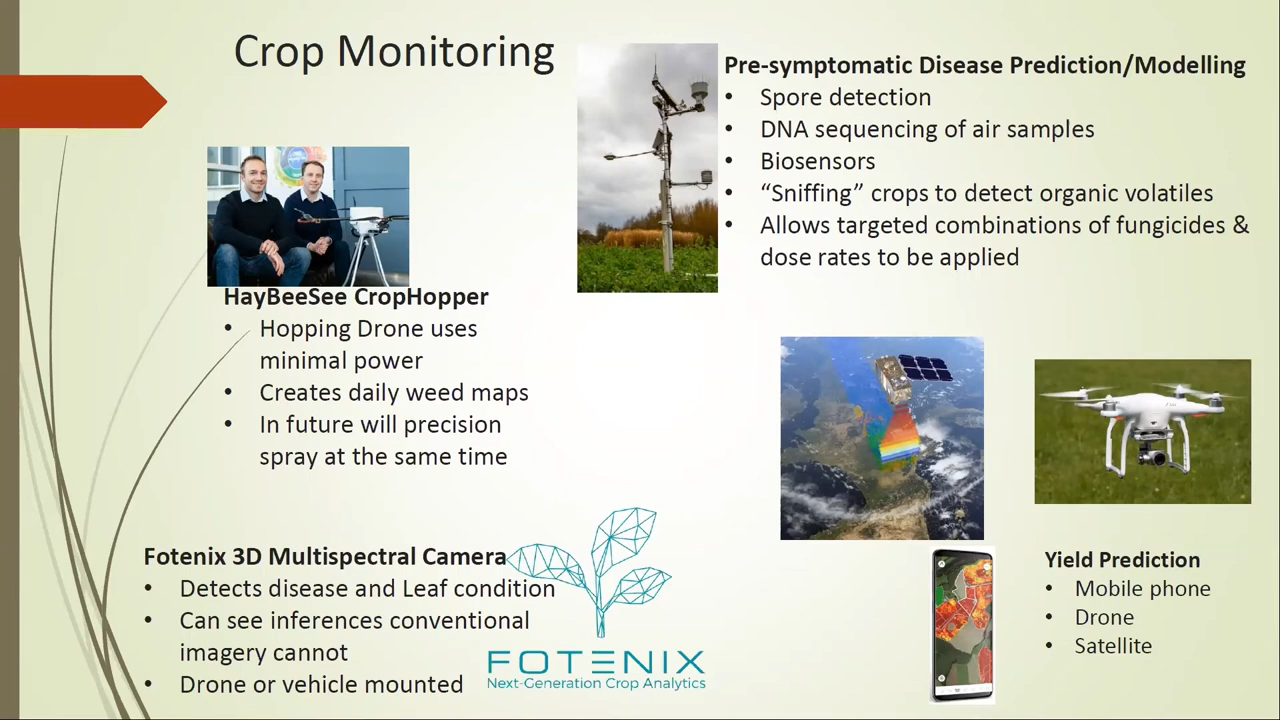 Crop Monitoring
Pre-symptomatic Disease Prediction/Modelling
• Spore detection
• DNA sequencing of air samples
• Biosensors
• “Sniffing” crops to detect organic volatiles
• Allows targeted combinations of fungicides &
dose rates to be applied
HayBeeSee CropHopper
• Hopping Drone uses
minimal power
• Creates daily weed maps
• In future will precision
spray at the same time
Fotenix 3D Multispectral Camera
• Detects disease and Leaf condition
• Can see inferences conventional
imagery cannot
• Drone or vehicle mounted
FOTENIX
Next-Generation Crop Analytics
Yield Prediction
• Mobile phone
• Drone
• Satellite